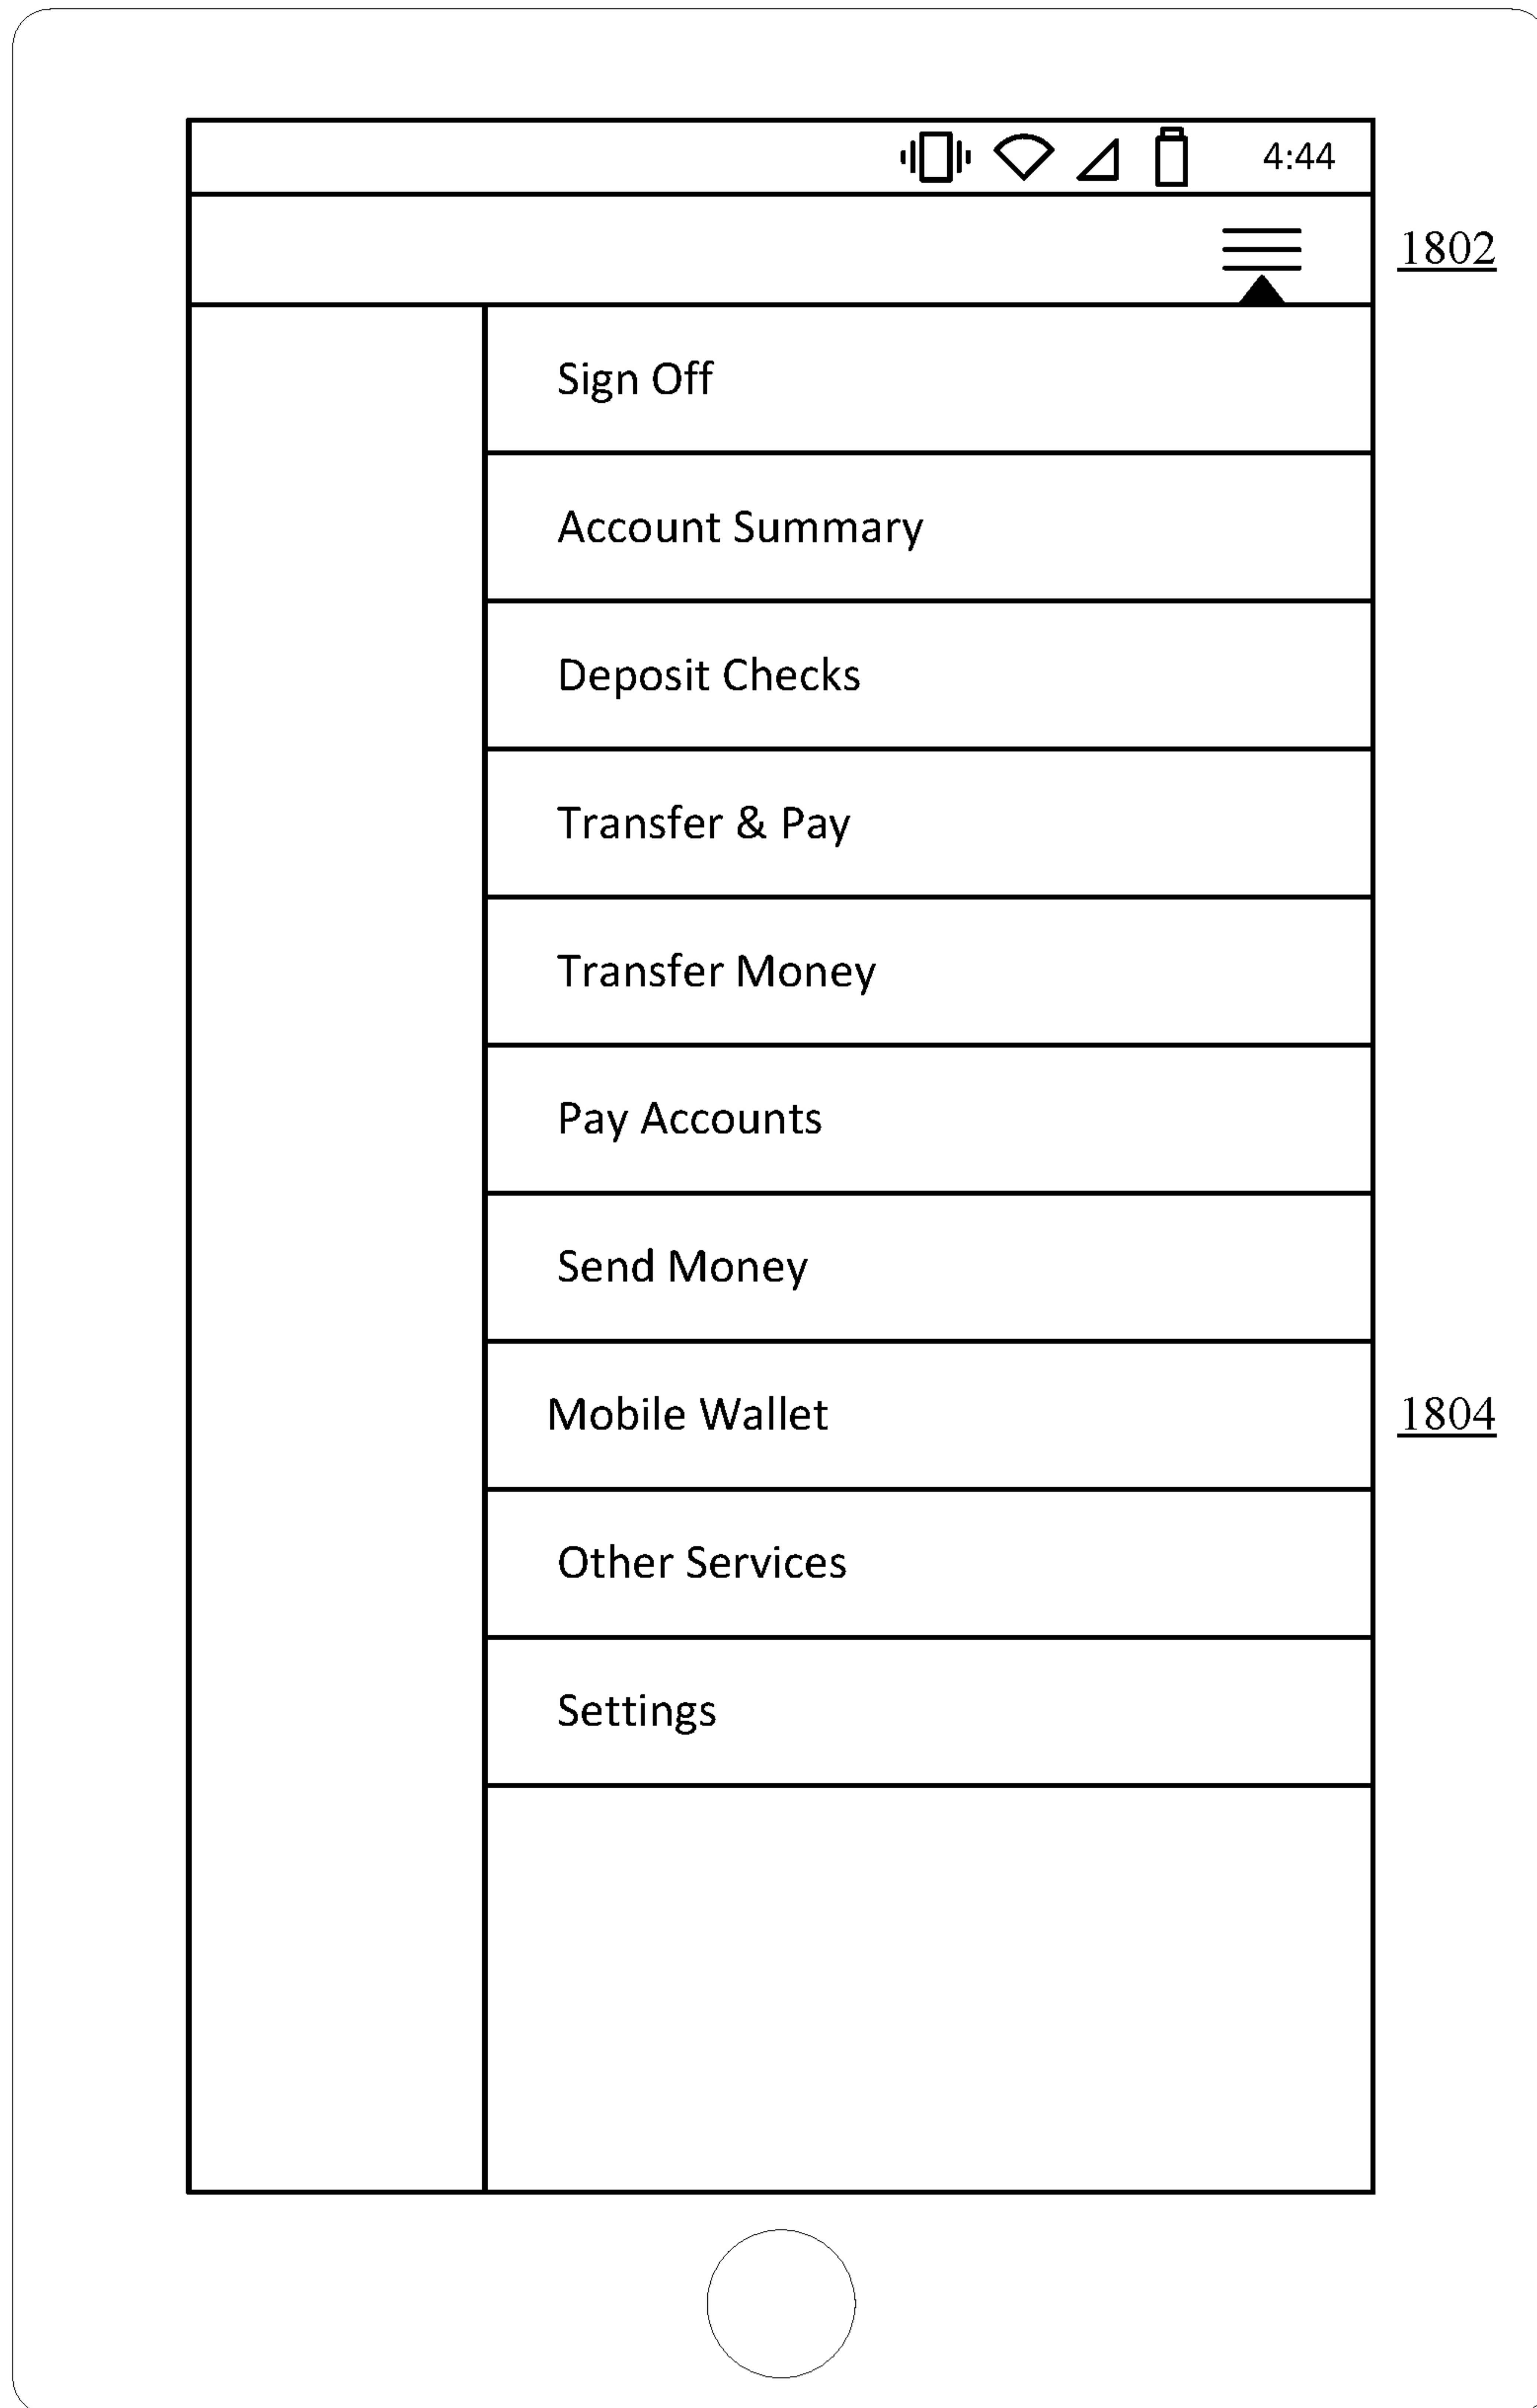 4:44
1802
Sign Off
Account Summary
Deposit Checks
Transfer & Pay
Transfer Money
Pay Accounts
Send Money
Mobile Wallet
1804
Other Services
Settings